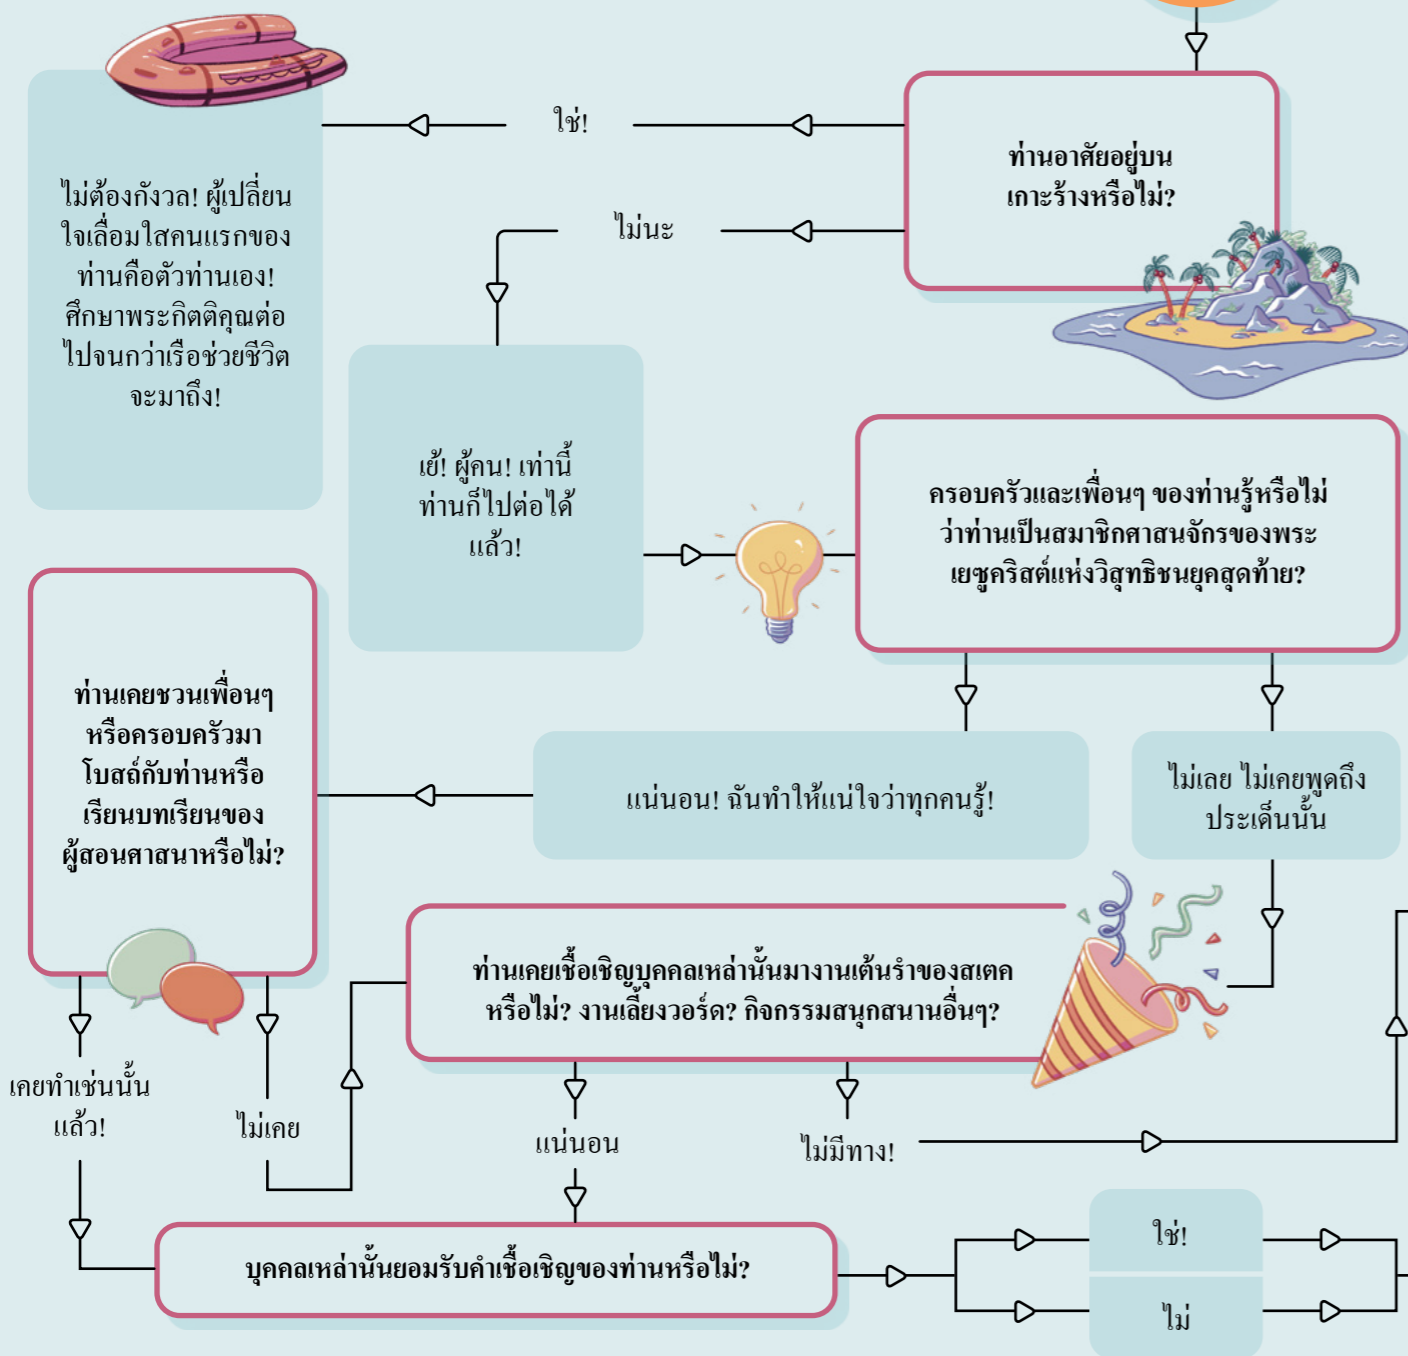 ท่านอาศัยอยู่บน
เกาะร้างหรือไม่?
ใช่!
ไม่ต้องกังวล! ผู้เปลี่ยน
ใจเลื่อมใสคนแรกของ
ท่านคือตัวท่านเอง!
ศึกษาพระกิตติคุณต่อ
ไปจนกว่าเรือช่วยชีวิต
จะมาถึง!
ไม่นะ
เย้! ผู้คน! เท่านี้
ท่านก็ไปต่อได้
แล้ว!
ครอบครัวและเพื่อนๆ ของท่านรู้หรือไม่
ว่าท่านเป็นสมาชิกศาสนจักรของพระ
เยซูคริสต์แห่งวิสุทธิชนยุคสุดท้าย?
แน่นอน! ฉันทำให้แน่ใจว่าทุกคนรู้!
ไม่เลย ไม่เคยพูดถึง
ประเด็นนั้น
ท่านเคยชวนเพื่อนๆ
หรือครอบครัวมา
โบสถ์กับท่านหรือ
เรียนบทเรียนของ
ผู้สอนศาสนาหรือไม่?
เคยทำเช่นนั้น
แล้ว!
ไม่เคย
ท่านเคยเชื้อเชิญบุคคลเหล่านั้นมางานเต้นรำของสเตค
หรือไม่? งานเลี้ยงวอร์ด? กิจกรรมสนุกสนานอื่นๆ?
แน่นอน
ไม่มีทาง!
บุคคลเหล่านั้นยอมรับคำเชื้อเชิญของท่านหรือไม่?
ใช่!
ไม่